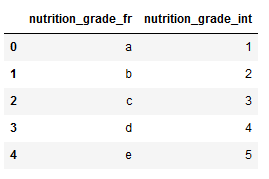 nutrition_grade_fr nutrition_grade_int
0 a 1
1 b 2
2 c 3
3 d 4
4 e 5